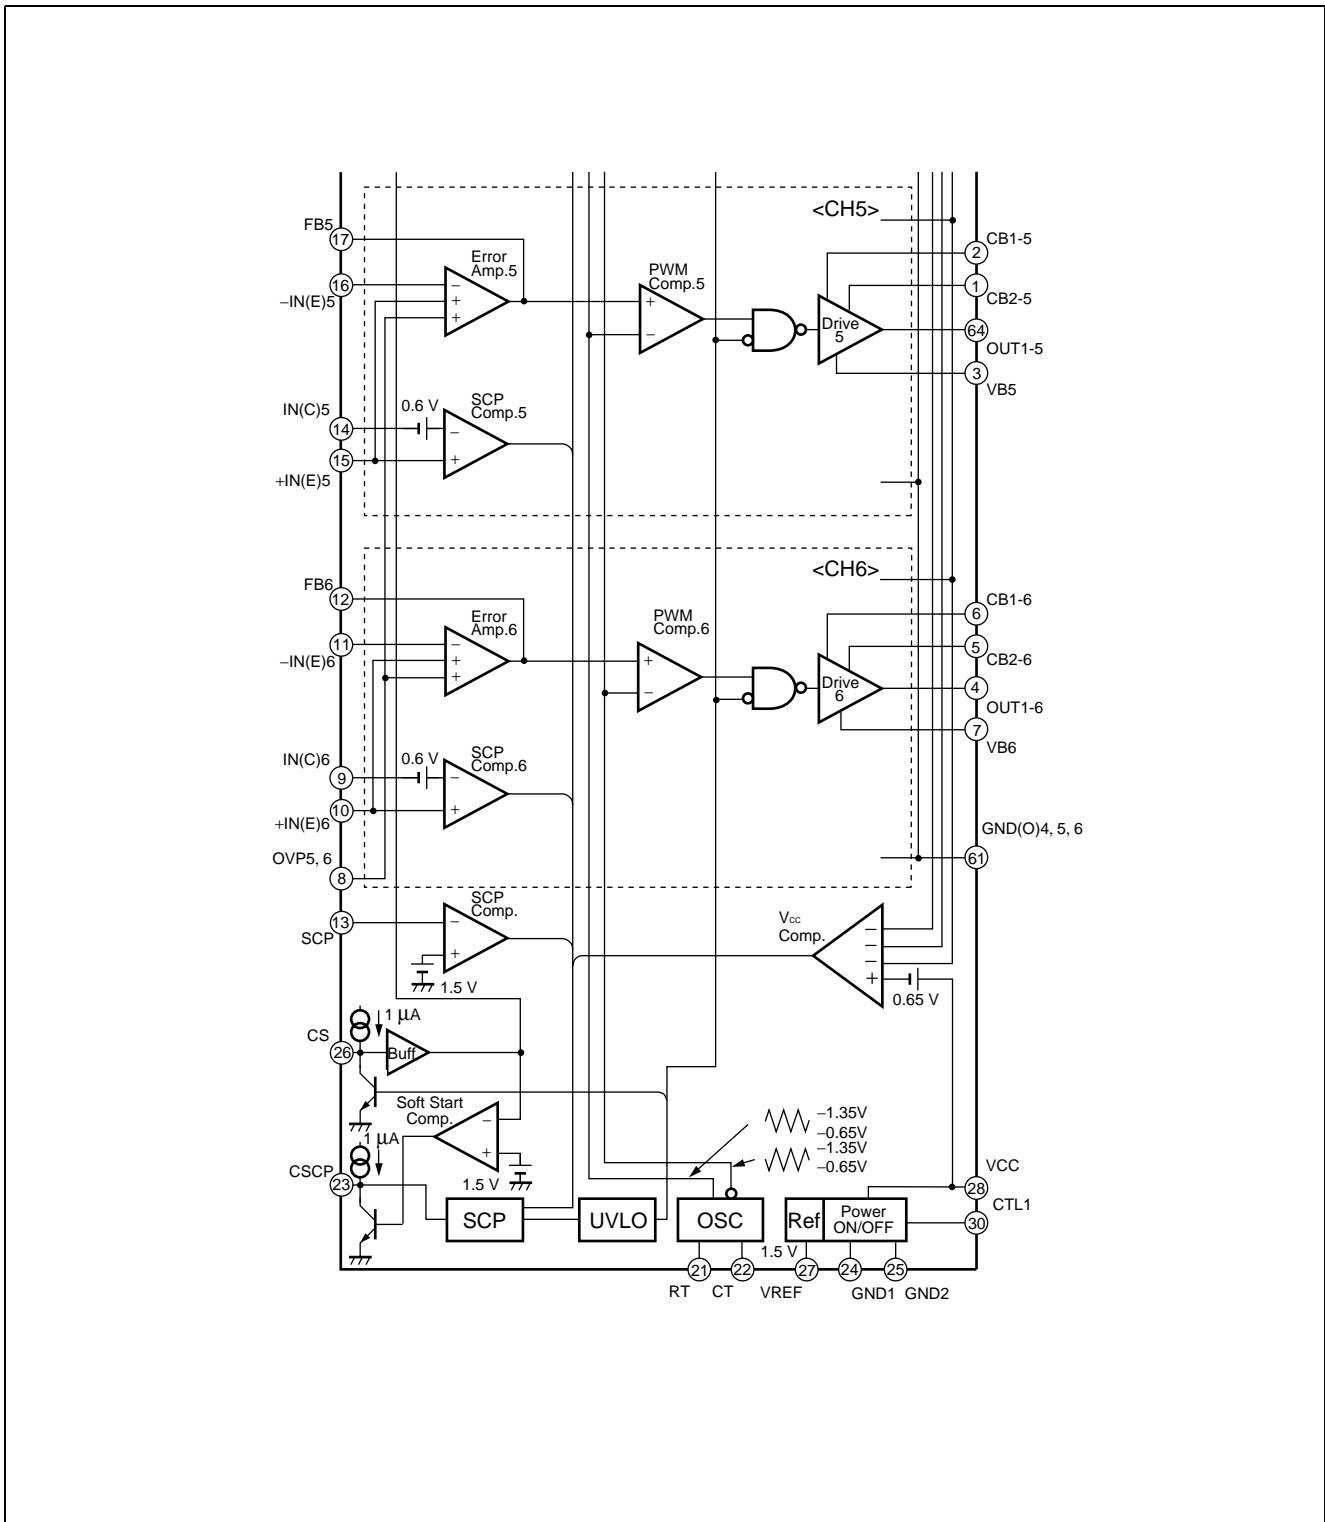 <CH5>
FB5
17
Error
Amp.5
PWM
Comp.5
CB1-5
2
16
−IN(E)5
−
+
+
+
−
Drive
5
1
CB2-5
64
OUT1-5
3
VB5
IN(C)5
14
0.6 V
SCP
Comp.5
−
+
15
+IN(E)5
<CH6>
FB6
12
Error
Amp.6
PWM
Comp.6
CB1-6
6
11
−IN(E)6
−
+
+
+
−
Drive
6
5
CB2-6
4
OUT1-6
7
VB6
IN(C)6
9
0.6 V
SCP
Comp.6
−
+
10
+IN(E)6
GND(O)4, 5, 6
61
OVP5, 6
8
SCP
Comp.
13
SCP
−
+
1.5 V
Vcc
Comp.
−
−
−
+
0.65 V
1 μA
CS
26
Buff
Soft Start
Comp.
−
+
1.5 V
−1.35V
−0.65V
−1.35V
−0.65V
1 μA
CSCP
23
VCC
28
CTL1
30
SCP
UVLO
OSC
Ref
Power
ON/OFF
1.5 V
21
22
27
24
25
RT
CT
VREF
GND1
GND2